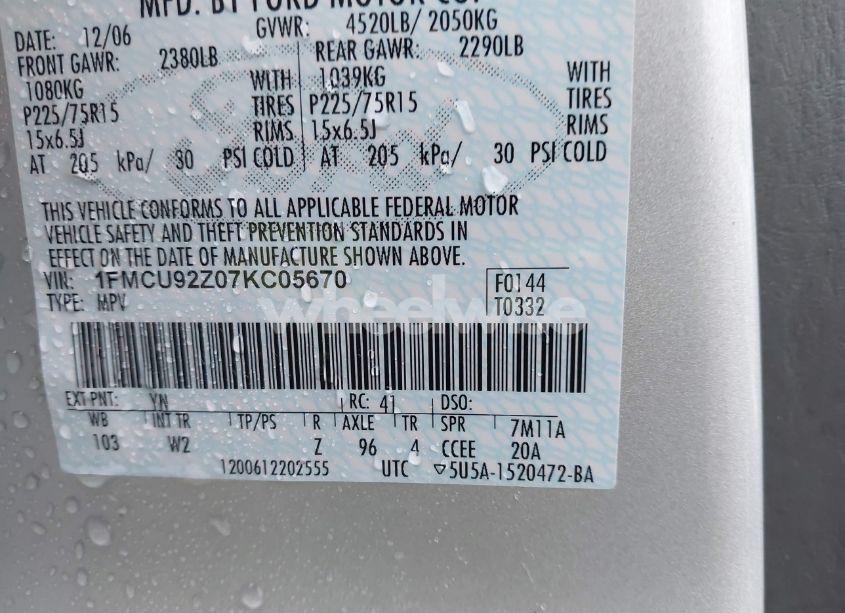 MFD. BY FORD MOTOR CO.
DATE: 12/06 GVWR: 4520LB/ 2050KG
FRONT GAWR: 2380LB REAR GAWR: 2290LB
1080KG WITH 1039KG WITH
P225/75R15 TIRES P225/75R15 TIRES
15x6.5J RIMS 15x6.5J RIMS
AT 205 kPa/ 30 PSI COLD AT 205 kPa/ 30 PSI COLD
THIS VEHICLE CONFORMS TO ALL APPLICABLE FEDERAL MOTOR
VEHICLE SAFETY AND THEFT PREVENTION STANDARDS IN
EFFECT ON THE DATE OF MANUFACTURE SHOWN ABOVE.
VIN: 1FMCU92Z07KC05670 F0144
TYPE: MPV T0332
wheelwize
EXT PNT: YN RC: 41 DSO:
WB INT TR TP/PS R AXLE TR SPR 7M11A
103 W2 Z 96 4 CCEE 20A
1200612202555 UTC ▽5U5A-1520472-BA